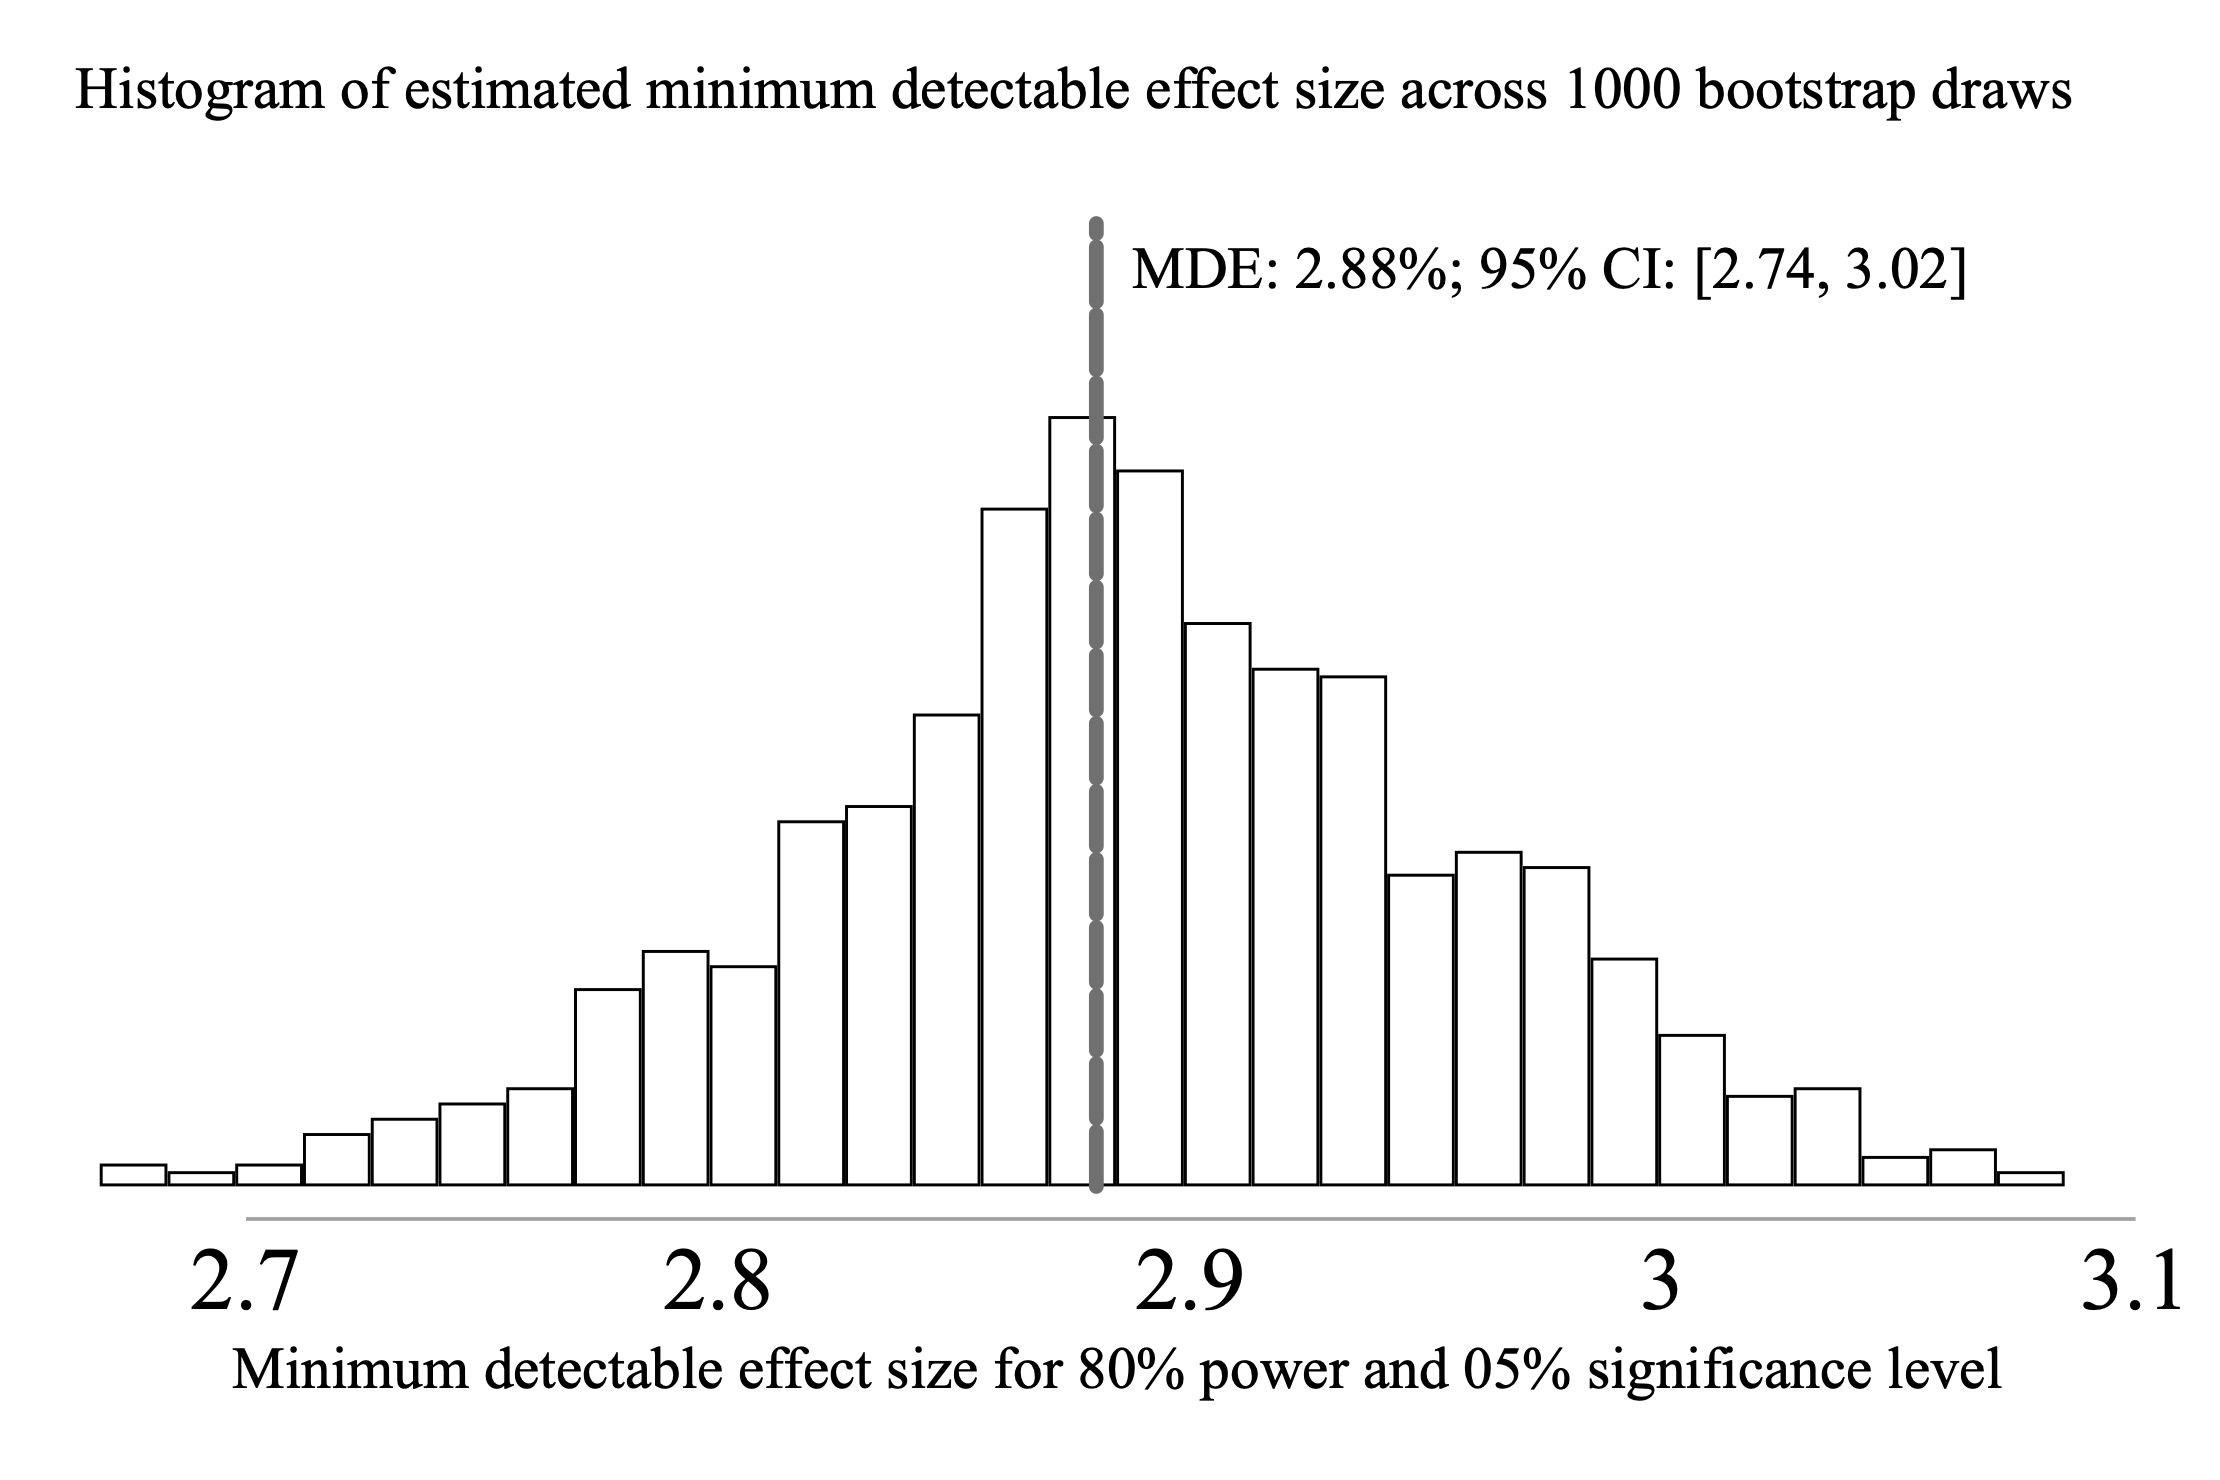 Histogram of estimated minimum detectable effect size across 1000 bootstrap draws
MDE: 2.88%; 95% CI: [2.74, 3.02]
2.7 2.8 2.9 3 3.1
Minimum detectable effect size for 80% power and 05% significance level